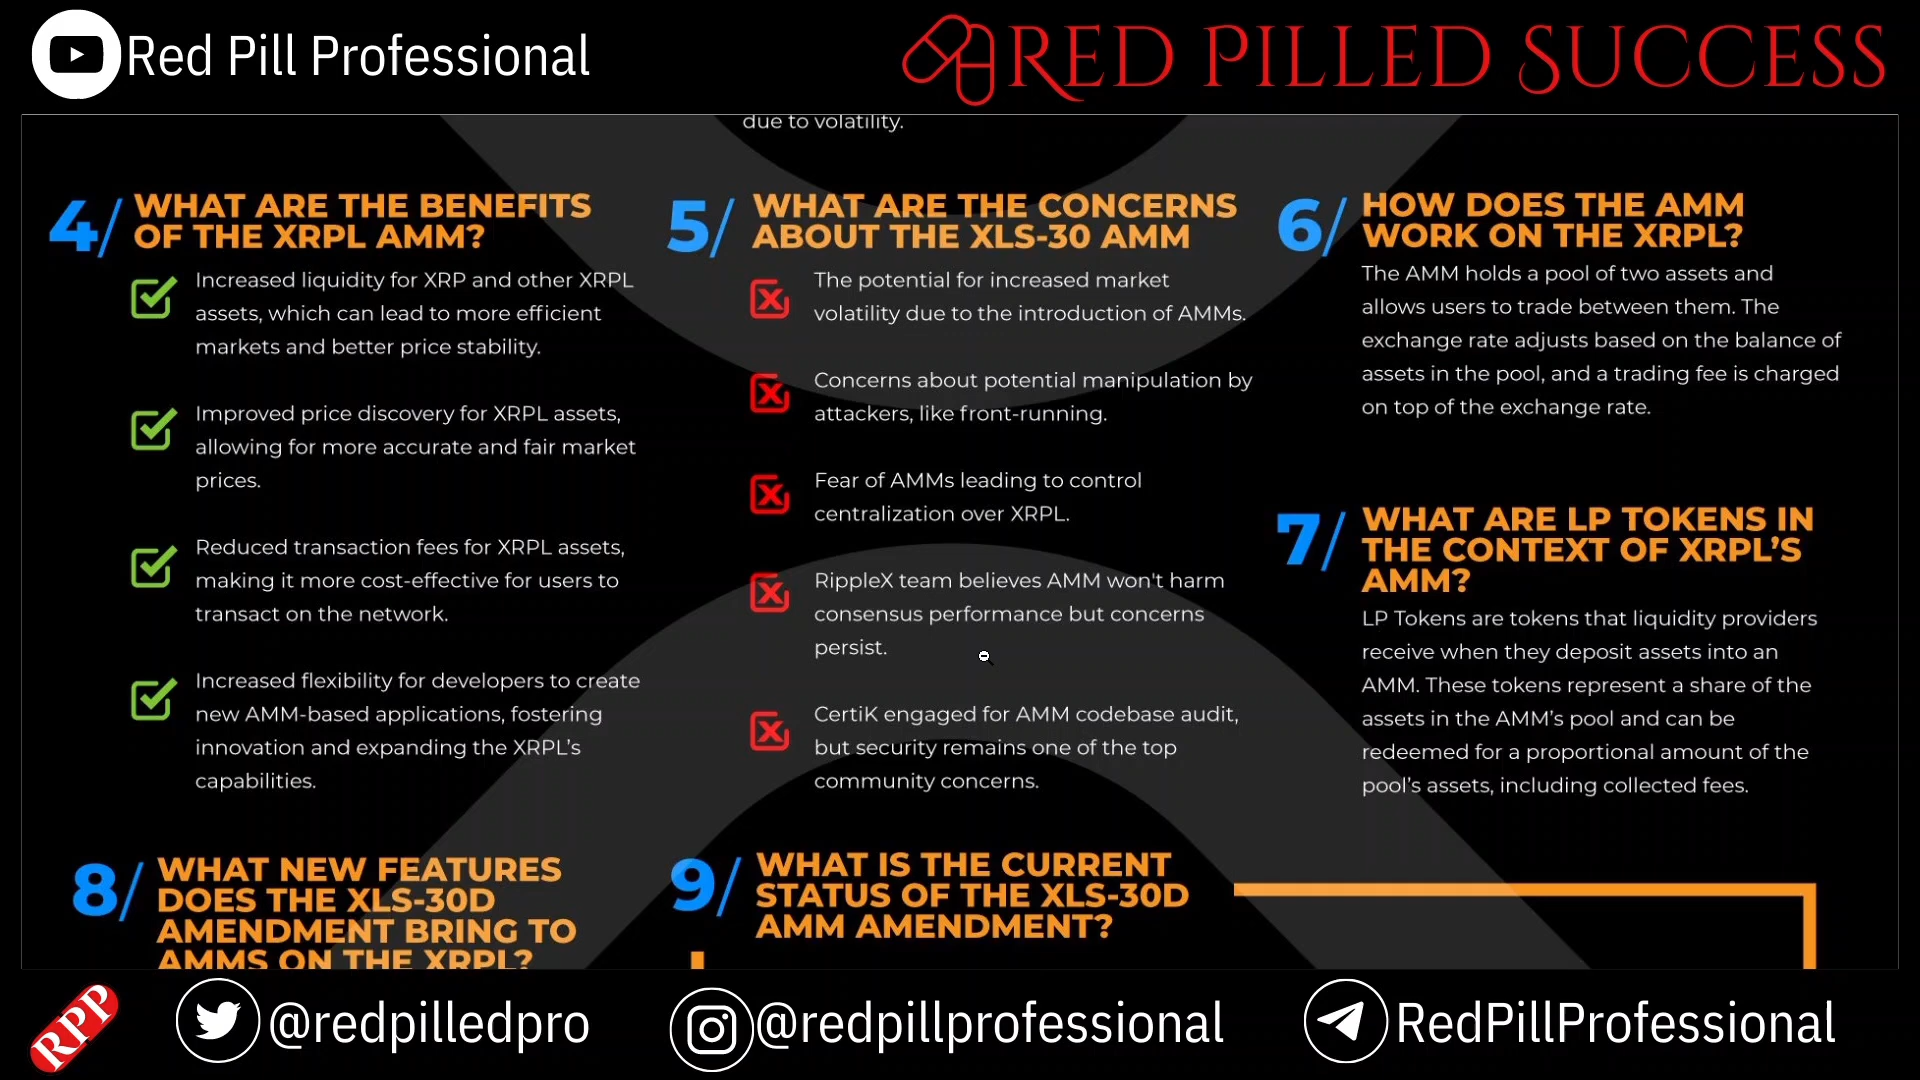 Red Pill Professional
RED PILLED SUCCESS
due to volatility.
4/ WHAT ARE THE BENEFITS
OF THE XRPL AMM?
Increased liquidity for XRP and other XRPL
assets, which can lead to more efficient
markets and better price stability.
Improved price discovery for XRPL assets,
allowing for more accurate and fair market
prices.
Reduced transaction fees for XRPL assets,
making it more cost-effective for users to
transact on the network.
Increased flexibility for developers to create
new AMM-based applications, fostering
innovation and expanding the XRPL’s
capabilities.
5/ WHAT ARE THE CONCERNS
ABOUT THE XLS-30 AMM
The potential for increased market
volatility due to the introduction of AMMs.
Concerns about potential manipulation by
attackers, like front-running.
Fear of AMMs leading to control
centralization over XRPL.
RippleX team believes AMM won't harm
consensus performance but concerns
persist.
CertiK engaged for AMM codebase audit,
but security remains one of the top
community concerns.
6/ HOW DOES THE AMM
WORK ON THE XRPL?
The AMM holds a pool of two assets and
allows users to trade between them. The
exchange rate adjusts based on the balance of
assets in the pool, and a trading fee is charged
on top of the exchange rate.
7/ WHAT ARE LP TOKENS IN
THE CONTEXT OF XRPL’S
AMM?
LP Tokens are tokens that liquidity providers
receive when they deposit assets into an
AMM. These tokens represent a share of the
assets in the AMM’s pool and can be
redeemed for a proportional amount of the
pool’s assets, including collected fees.
8/ WHAT NEW FEATURES
DOES THE XLS-30D
AMENDMENT BRING TO
AMMS ON THE XRPL?
9/ WHAT IS THE CURRENT
STATUS OF THE XLS-30D
AMM AMENDMENT?
RPP
@redpilledpro
@redpillprofessional
RedPillProfessional